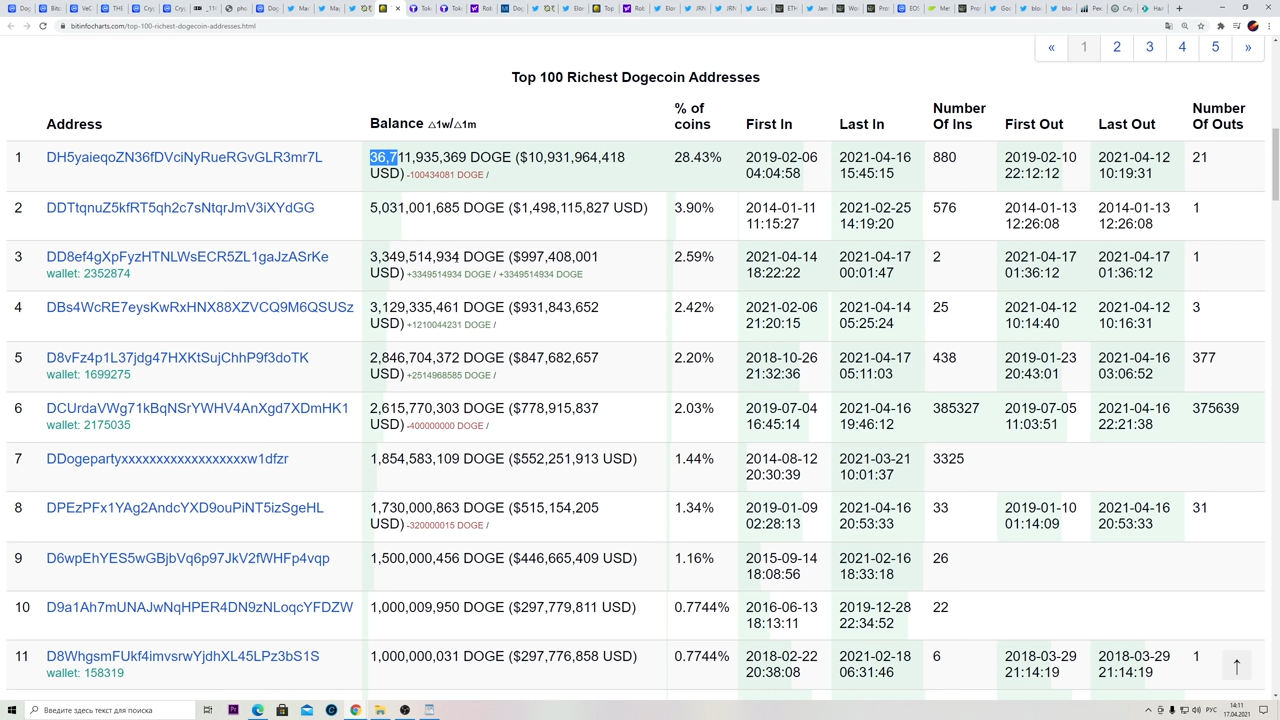 bitinfocharts.com/top-100-richest-dogecoin-addresses.html
« 1 2 3 4 5 »
Top 100 Richest Dogecoin Addresses
Address Balance △1w/△1m % of coins First In Last In Number Of Ins First Out Last Out Number Of Outs
1 DH5yaieqoZN36fDVciNyRueRGvGLR3mr7L 36,711,935,369 DOGE ($10,931,964,418 28.43% 2019-02-06 2021-04-16 880 2019-02-10 2021-04-12 21
USD) -100434081 DOGE / 04:04:58 15:45:15 22:12:12 10:19:31
2 DDTtqnuZ5kfRT5qh2c7sNtqrJmV3iXYdGG 5,031,001,685 DOGE ($1,498,115,827 USD) 3.90% 2014-01-11 2021-02-25 576 2014-01-13 2014-01-13 1
11:15:27 14:19:20 12:26:08 12:26:08
3 DD8ef4gXpFyzHTNLWsECR5ZL1gaJzASrKe 3,349,514,934 DOGE ($997,408,001 2.59% 2021-04-14 2021-04-17 2 2021-04-17 2021-04-17 1
wallet: 2352874 USD) +3349514934 DOGE / +3349514934 DOGE 18:22:22 00:01:47 01:36:12 01:36:12
4 DBs4WcRE7eysKwRxHNX88XZVCQ9M6QSUSz 3,129,335,461 DOGE ($931,843,652 2.42% 2021-02-06 2021-04-14 25 2021-04-12 2021-04-12 3
USD) +1210044231 DOGE / 21:20:15 05:25:24 10:14:40 10:16:31
5 D8vFz4p1L37jdg47HXKtSujChhP9f3doTK 2,846,704,372 DOGE ($847,682,657 2.20% 2018-10-26 2021-04-17 438 2019-01-23 2021-04-16 377
wallet: 1699275 USD) +2514968585 DOGE / 21:32:36 05:11:03 20:43:01 03:06:52
6 DCUrdaVWg71kBqNSrYWHV4AnXgd7XDmHK1 2,615,770,303 DOGE ($778,915,837 2.03% 2019-07-04 2021-04-16 385327 2019-07-05 2021-04-16 375639
wallet: 2175035 USD) -400000000 DOGE / 16:45:14 19:46:12 11:03:51 22:21:38
7 DDogepartyxxxxxxxxxxxxxxxxxxw1dfzr 1,854,583,109 DOGE ($552,251,913 USD) 1.44% 2014-08-12 2021-03-21 3325
20:30:39 10:01:37
8 DPEzPFx1YAg2AndcYXD9ouPiNT5izSgeHL 1,730,000,863 DOGE ($515,154,205 1.34% 2019-01-09 2021-04-16 33 2019-01-10 2021-04-16 31
USD) -320000015 DOGE / 02:28:13 20:53:33 01:14:09 20:53:33
9 D6wpEhYES5wGBjbVq6p97JkV2fWHFp4vqp 1,500,000,456 DOGE ($446,665,409 USD) 1.16% 2015-09-14 2021-02-16 26
18:08:56 18:33:18
10 D9a1Ah7mUNAJwNqHPER4DN9zNLoqcYFDZW 1,000,009,950 DOGE ($297,779,811 USD) 0.7744% 2016-06-13 2019-12-28 22
18:13:11 22:34:52
11 D8WhgsmFUkf4imvsrwYjdhXL45LPz3bS1S 1,000,000,031 DOGE ($297,776,858 USD) 0.7744% 2018-02-22 2021-02-18 6 2018-03-29 2018-03-29 1
wallet: 158319 20:38:08 06:31:46 21:14:19 21:14:19
Введите здесь текст для поиска
РУС
14:11
17.04.2021